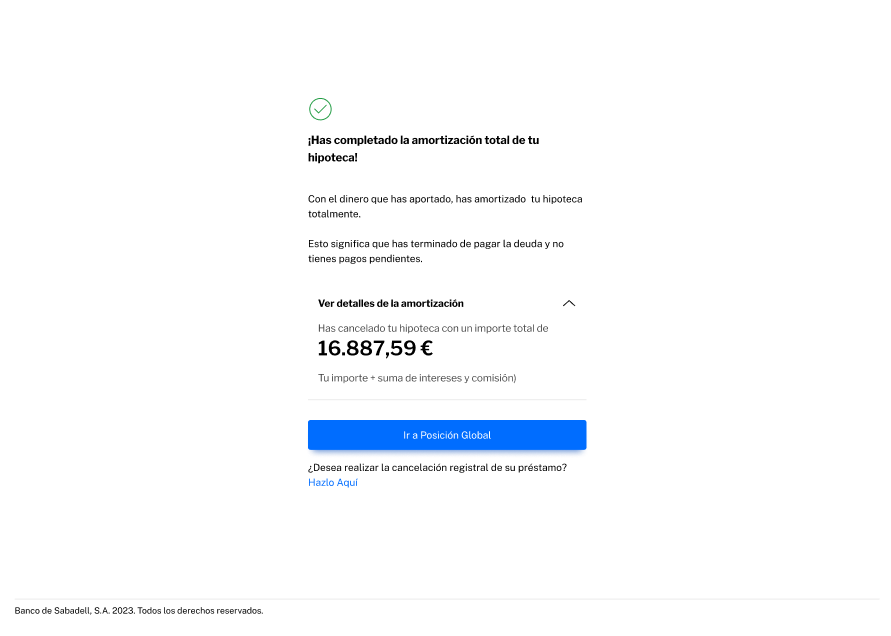 ¡Has completado la amortización total de tu
hipoteca!
Con el dinero que has aportado, has amortizado  tu hipoteca
totalmente.
Esto significa que has terminado de pagar la deuda y no
tienes pagos pendientes.
Ver detalles de la amortización
Has cancelado tu hipoteca con un importe total de
16.887,59 €
Tu importe + suma de intereses y comisión)
Ir a Posición Global
¿Desea realizar la cancelación registral de su préstamo?
Hazlo Aquí
Banco de Sabadell, S.A. 2023. Todos los derechos reservados.